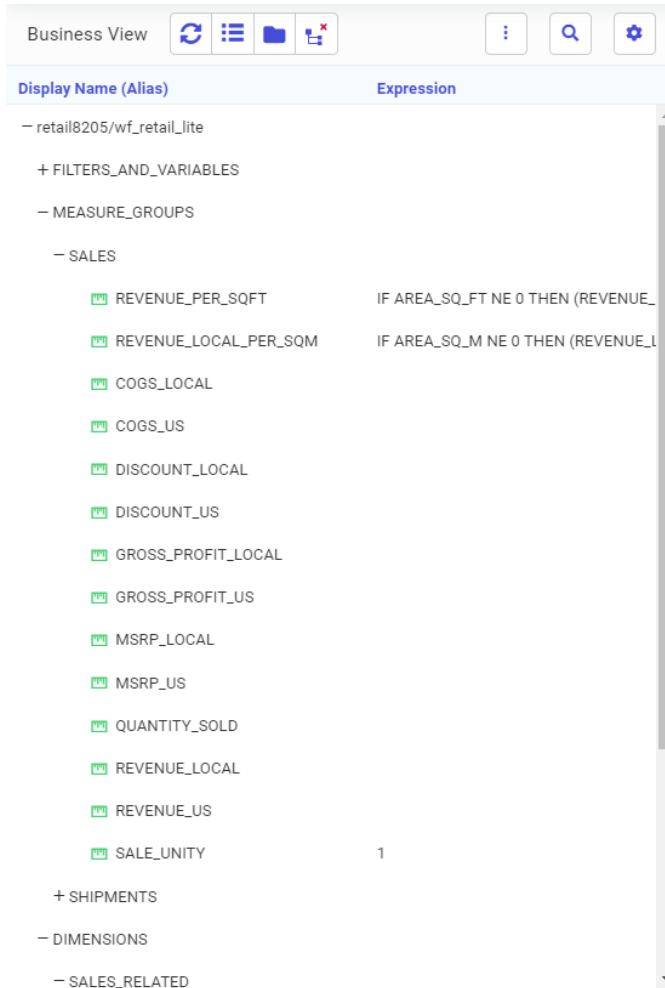 Business View
Display Name (Alias) Expression
retail8205/wf_retail_lite
FILTERS_AND_VARIABLES
MEASURE_GROUPS
SALES
REVENUE_PER_SQFT IF AREA_SQ_FT NE 0 THEN (REVENUE_
REVENUE_LOCAL_PER_SQM IF AREA_SQ_M NE 0 THEN (REVENUE_L
COGS_LOCAL
COGS_US
DISCOUNT_LOCAL
DISCOUNT_US
GROSS_PROFIT_LOCAL
GROSS_PROFIT_US
MSRP_LOCAL
MSRP_US
QUANTITY_SOLD
REVENUE_LOCAL
REVENUE_US
SALE_UNITY 1
SHIPMENTS
DIMENSIONS
SALES_RELATED